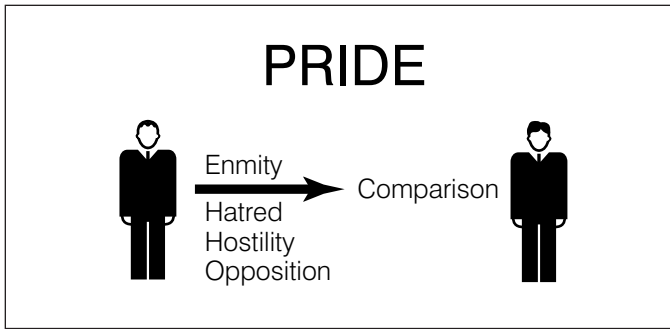 PRIDE
Enmity
Comparison
Hatred
Hostility
Opposition